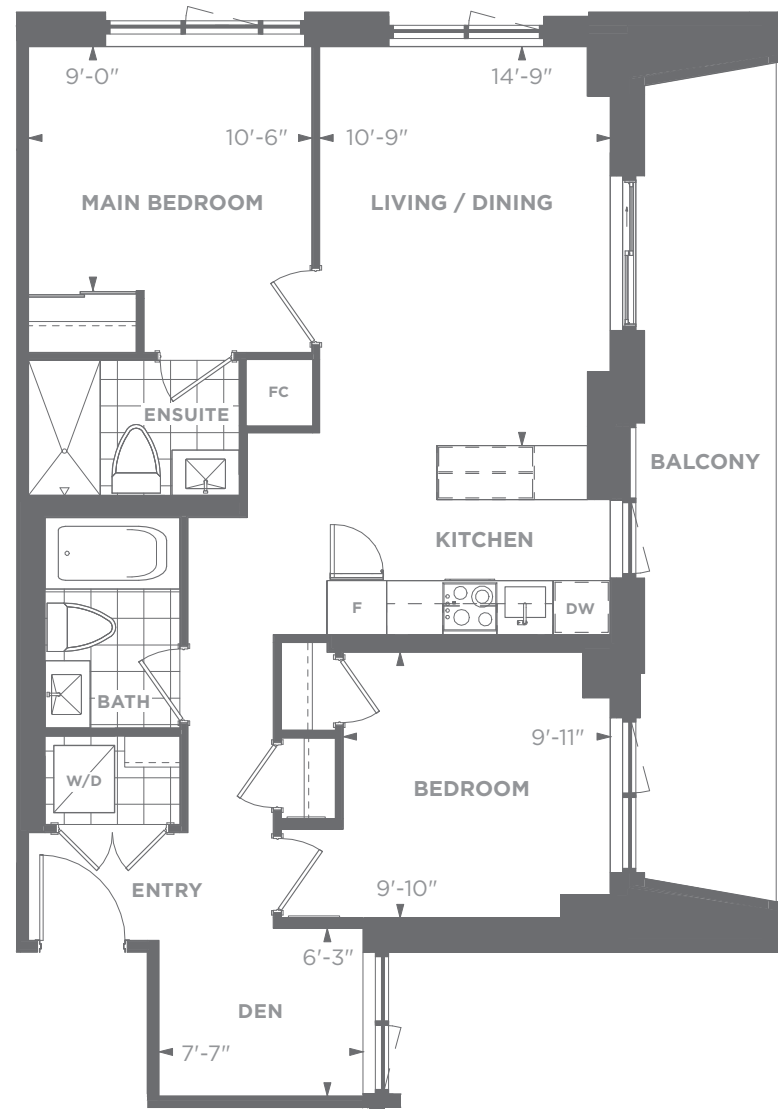 9'-0"
14'-9"
10'-6"
10'-9"
MAIN BEDROOM
LIVING / DINING
FC
ENSUITE
BALCONY
KITCHEN
F
DW
BATH
9'-11"
W/D
BEDROOM
ENTRY
9'-10"
6'-3"
DEN
7'-7"